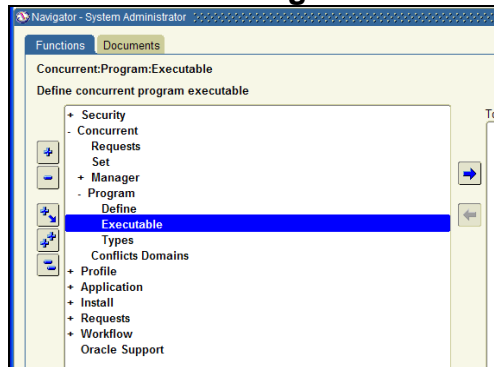 Navigator - System Administrator
Functions Documents
Concurrent:Program:Executable
Define concurrent program executable
+ Security
- Concurrent
Requests
Set
+ Manager
- Program
Define
Executable
Types
Conflicts Domains
+ Profile
+ Application
+ Install
+ Requests
+ Workflow
Oracle Support